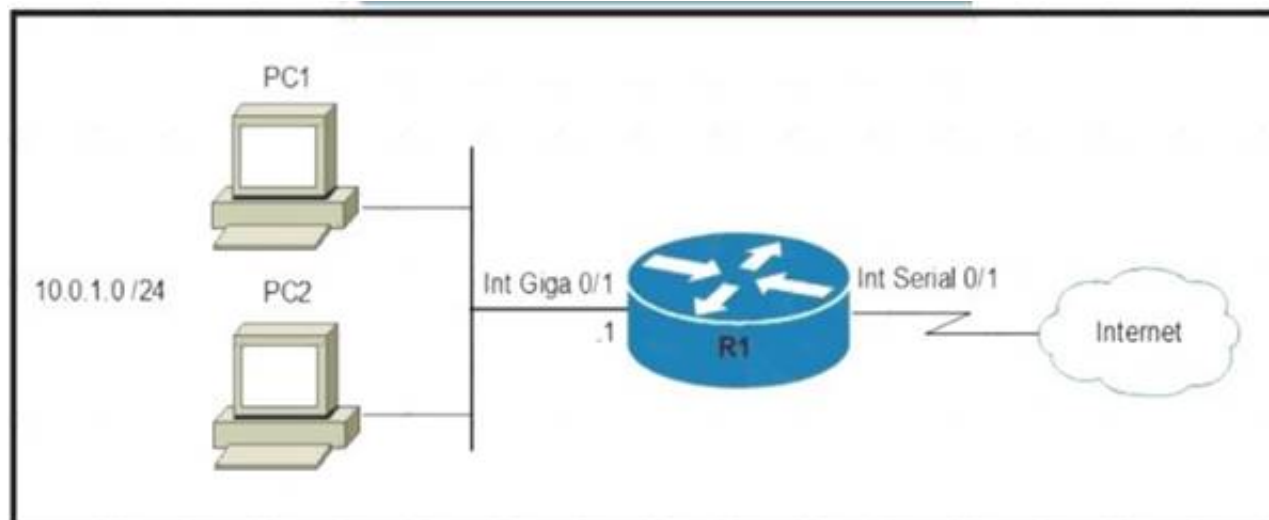 PC1
10.0.1.0 /24
PC2
Int Giga 0/1
.1
R1
Int Serial 0/1
Internet